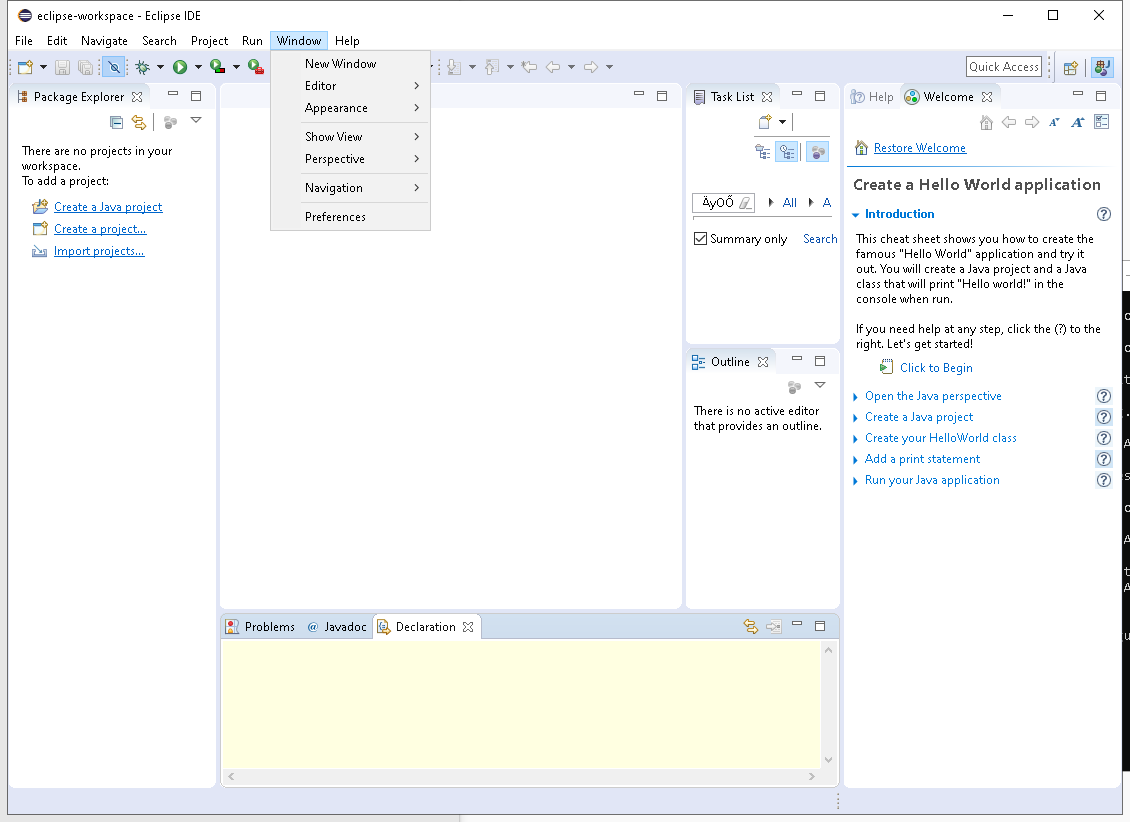 eclipse-workspace - Eclipse IDE
File Edit Navigate Search Project Run Window Help
Quick Access
New Window
Editor
Appearance
Show View
Perspective
Navigation
Preferences
Package Explorer
There are no projects in your
workspace.
To add a project:
Create a Java project
Create a project...
Import projects...
Task List
ÄyOŐ All A
Summary only Search
Outline
There is no active editor
that provides an outline.
Help Welcome
Restore Welcome
Create a Hello World application
Introduction
This cheat sheet shows you how to create the
famous "Hello World" application and try it
out. You will create a Java project and a Java
class that will print "Hello world!" in the
console when run.
If you need help at any step, click the (?) to the
right. Let's get started!
Click to Begin
Open the Java perspective
Create a Java project
Create your HelloWorld class
Add a print statement
Run your Java application
Problems @ Javadoc Declaration